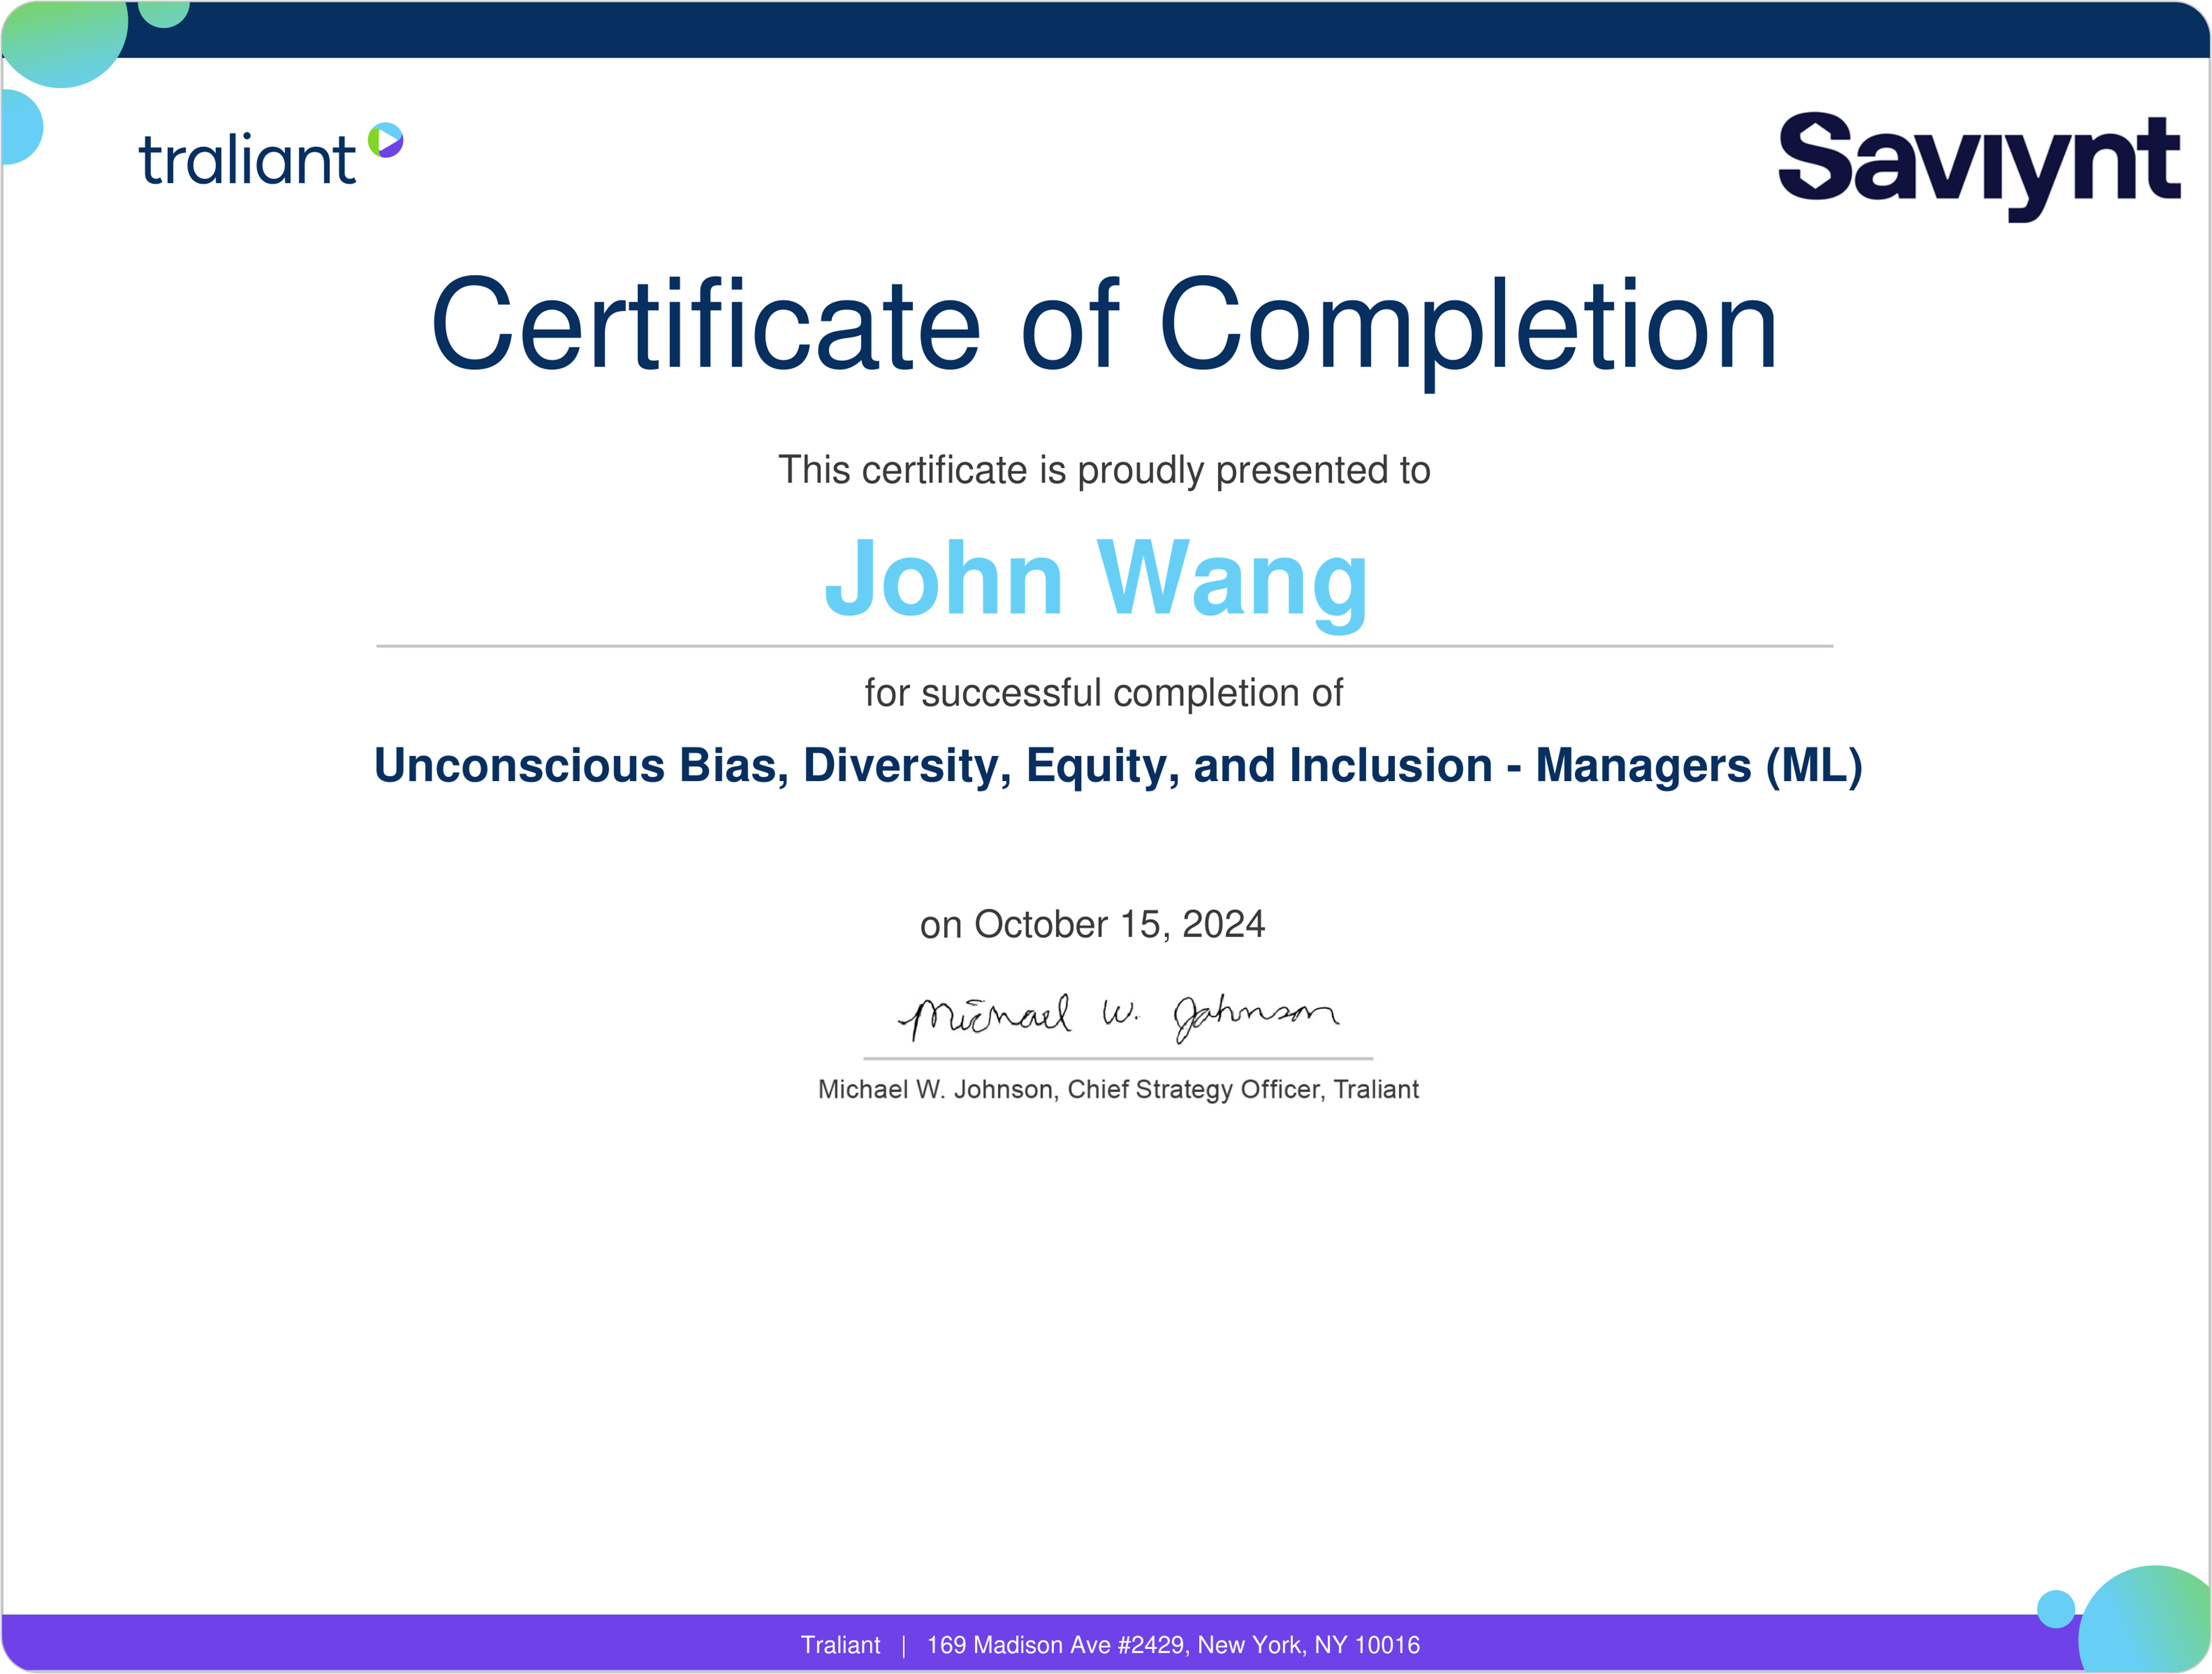 traliant
Saviynt
Certificate of Completion
This certificate is proudly presented to
John Wang
for successful completion of
Unconscious Bias, Diversity, Equity, and Inclusion - Managers (ML)
on October 15, 2024
Michael W. Johnson
Michael W. Johnson, Chief Strategy Officer, Traliant
Traliant | 169 Madison Ave #2429, New York, NY 10016